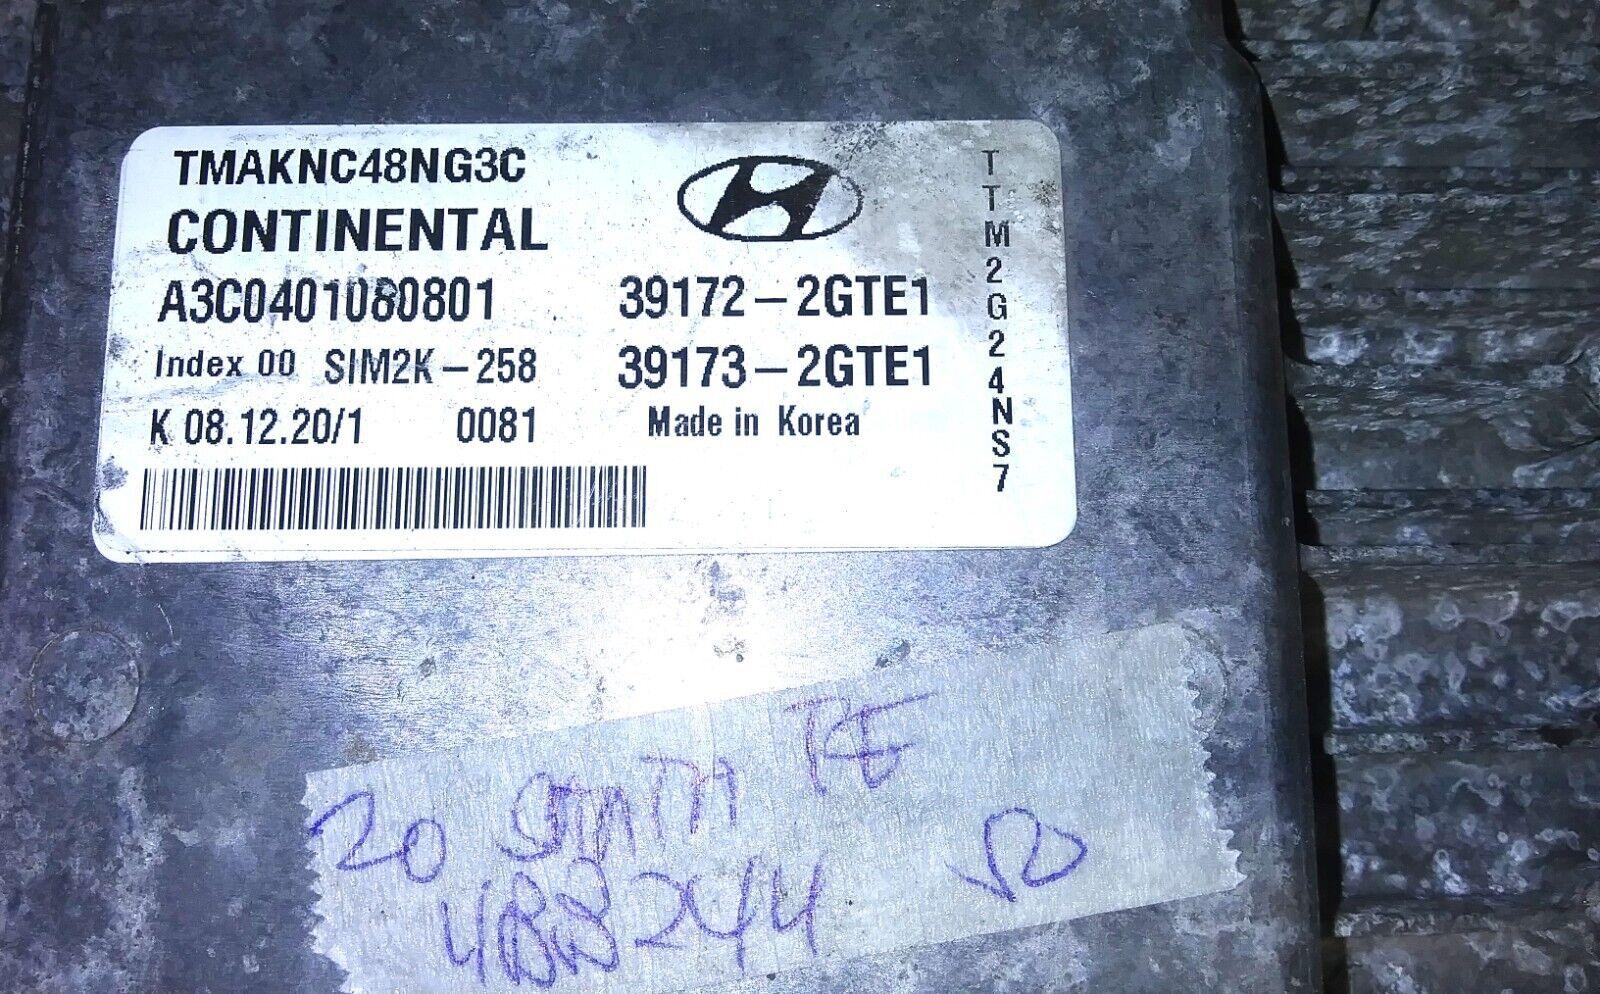 TMAKNC48NG3C
CONTINENTAL
A3C0401080801
39172-2GTE1
Index 00 SIM2K-258
39173-2GTE1
K 08.12.20/1 0081
Made in Korea
TTM2G24NS7
20 SANTA FE
4BB244